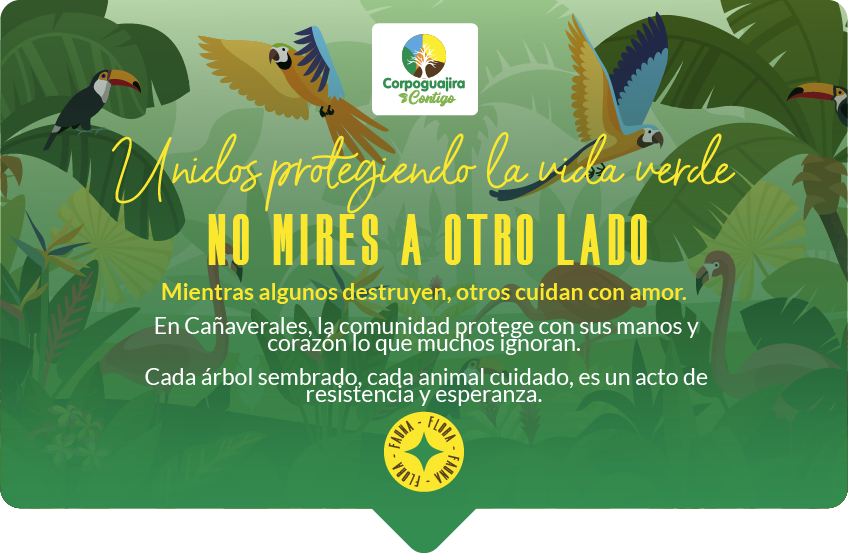 Corpoguajira
Contigo
Unidos protegiendo la vida verde
NO MIRES A OTRO LADO
Mientras algunos destruyen, otros cuidan con amor.
En Cañaverales, la comunidad protege con sus manos y
corazón lo que muchos ignoran.
Cada árbol sembrado, cada animal cuidado, es un acto de
resistencia y esperanza.
FAUNA - FLORA - FAUNA - FLORA -